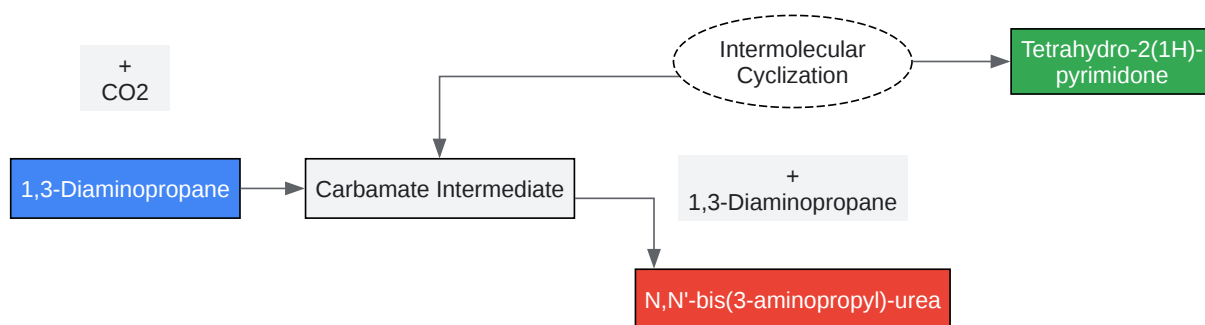 +
CO2
Intermolecular
Cyclization
Tetrahydro-2(1H)-
pyrimidone
1,3-Diaminopropane
Carbamate Intermediate
+
1,3-Diaminopropane
N,N'-bis(3-aminopropyl)-urea